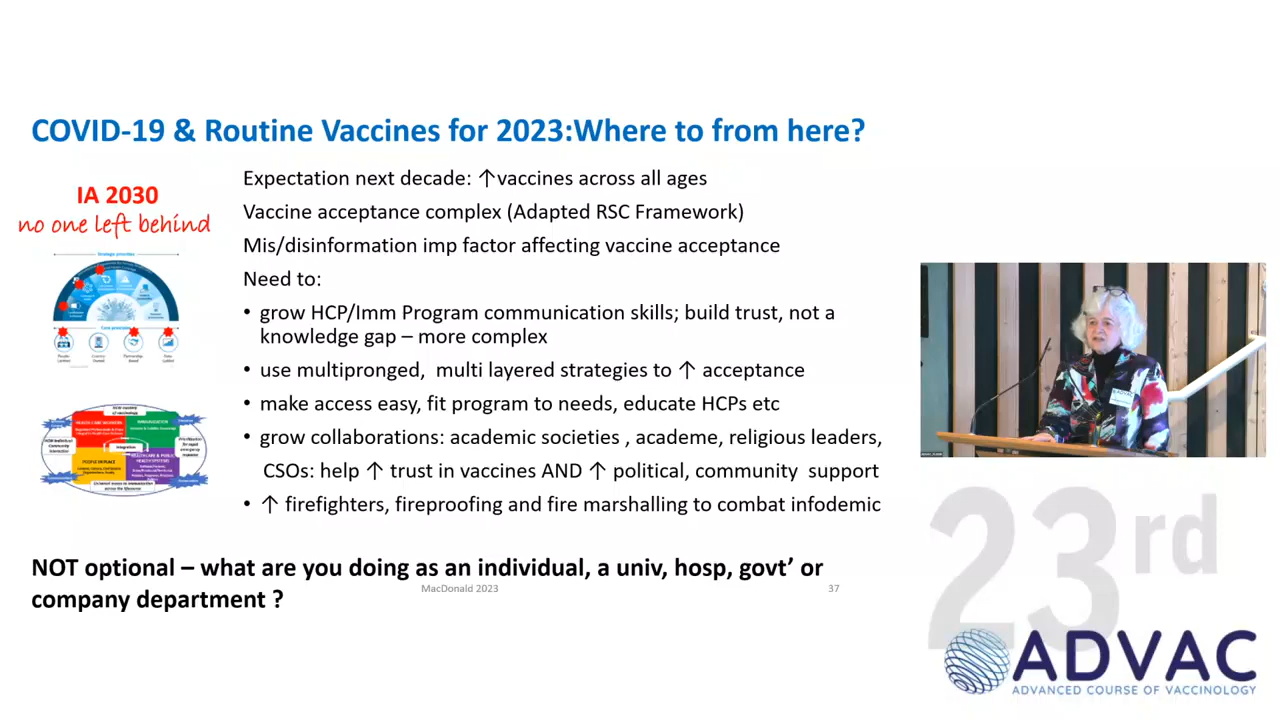 COVID-19 & Routine Vaccines for 2023:Where to from here?
IA 2030
no one left behind
Strategic priorities
Core principles
Expectation next decade: ↑vaccines across all ages
Vaccine acceptance complex (Adapted RSC Framework)
Mis/disinformation imp factor affecting vaccine acceptance
Need to:
• grow HCP/Imm Program communication skills; build trust, not a
knowledge gap – more complex
• use multipronged, multi layered strategies to ↑ acceptance
• make access easy, fit program to needs, educate HCPs etc
• grow collaborations: academic societies , academe, religious leaders,
CSOs: help ↑ trust in vaccines AND ↑ political, community support
• ↑ firefighters, fireproofing and fire marshalling to combat infodemic
NOT optional – what are you doing as an individual, a univ, hosp, govt’ or
company department ?
MacDonald 2023
37
23rd
ADVAC
ADVANCED COURSE OF VACCINOLOGY